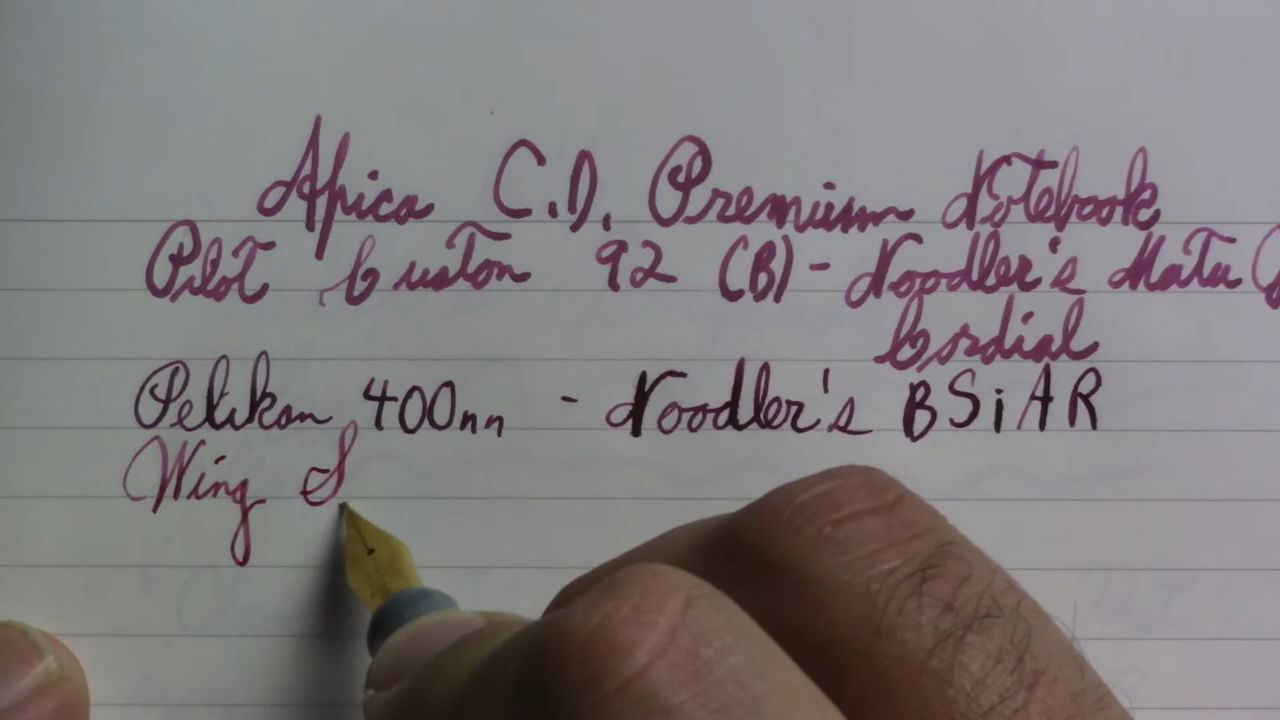 Apica C.D. Premium Notebook
Pilot Custom 92 (B) - Noodler's Mata
Cordial
Pelikan 400nn - Noodler's BSiAR
Wing S